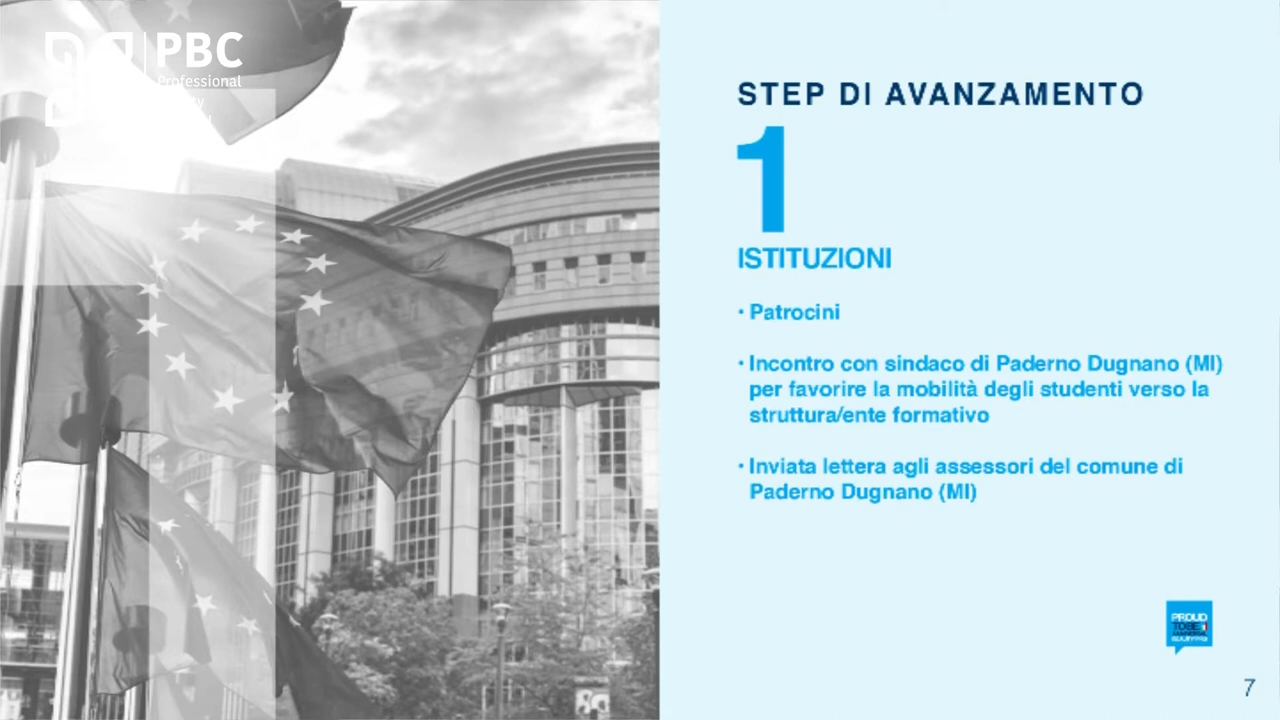 PBC
Professional
STEP DI AVANZAMENTO
1
ISTITUZIONI
· Patrocini
· Incontro con sindaco di Paderno Dugnano (MI)
per favorire la mobilità degli studenti verso la
struttura/ente formativo
· Inviata lettera agli assessori del comune di
Paderno Dugnano (MI)
PROUD
TO BE
7